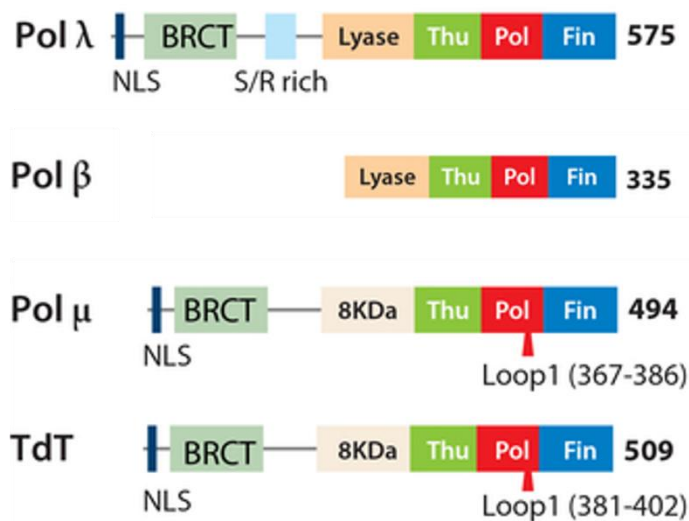 Pol λ BRCT Lyase Thu Pol Fin 575
NLS S/R rich
Pol β Lyase Thu Pol Fin 335
Pol μ BRCT 8KDa Thu Pol Fin 494
NLS
Loop1 (367-386)
TdT BRCT 8KDa Thu Pol Fin 509
NLS
Loop1 (381-402)